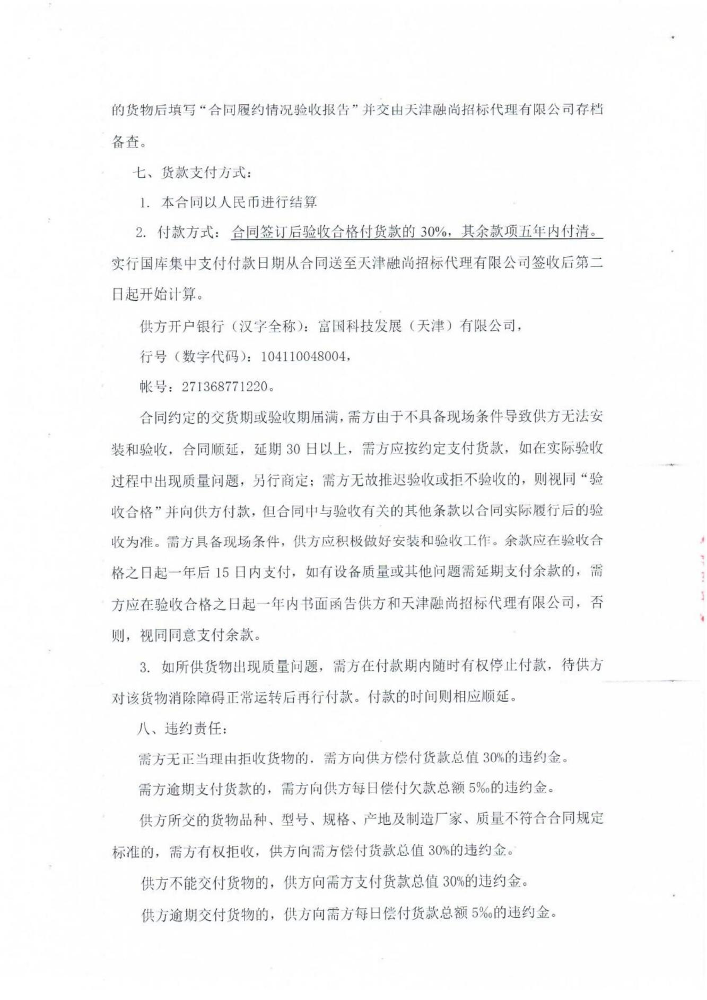 的货物后填写“合同履约情况验收报告”并交由天津融尚招标代理有限公司存档
备查。
七、货款支付方式：
1. 本合同以人民币进行结算
2. 付款方式： 合同签订后验收合格付货款的 30%，其余款项五年内付清。
实行国库集中支付付款日期从合同送至天津融尚招标代理有限公司签收后第二
日起开始计算。
供方开户银行（汉字全称）：富国科技发展（天津）有限公司，
行号（数字代码）：104110048004，
帐号：271368771220。
合同约定的交货期或验收期届满，需方由于不具备现场条件导致供方无法安
装和验收，合同顺延，延期 30 日以上，需方应按约定支付货款，如在实际验收
过程中出现质量问题，另行商定；需方无故推迟验收或拒不验收的，则视同“验
收合格”并向供方付款，但合同中与验收有关的其他条款以合同实际履行后的验
收为准。需方具备现场条件，供方应积极做好安装和验收工作。余款应在验收合
格之日起一年后 15 日内支付，如有设备质量或其他问题需延期支付余款的，需
方应在验收合格之日起一年内书面函告供方和天津融尚招标代理有限公司，否
则，视同同意支付余款。
3. 如所供货物出现质量问题，需方在付款期内随时有权停止付款，待供方
对该货物消除障碍正常运转后再行付款。付款的时间则相应顺延。
八、违约责任：
需方无正当理由拒收货物的，需方向供方偿付货款总值 30%的违约金。
需方逾期支付货款的，需方向供方每日偿付欠款总额 5‰的违约金。
供方所交的货物品种、型号、规格、产地及制造厂家、质量不符合合同规定
标准的，需方有权拒收，供方向需方偿付货款总值 30%的违约金。
供方不能交付货物的，供方向需方支付货款总值 30%的违约金。
供方逾期交付货物的，供方向需方每日偿付货款总额 5‰的违约金。